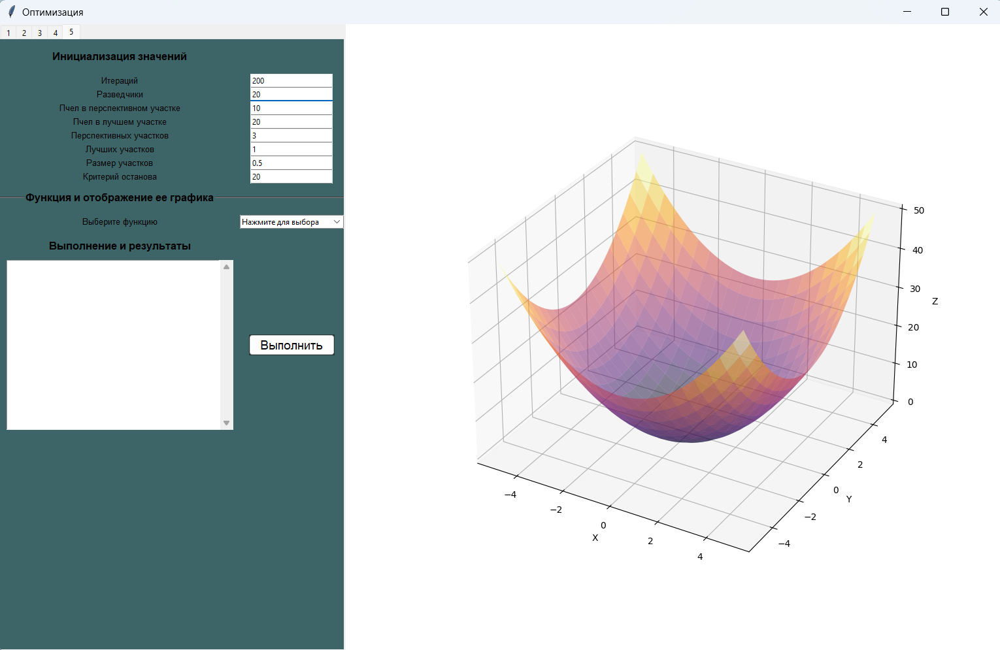 Оптимизация
1 2 3 4 5
Инициализация значений
Итераций 200
Разведчики 20
Пчел в перспективном участке 10
Пчел в лучшем участке 20
Перспективных участков 3
Лучших участков 1
Размер участков 0.5
Критерий останова 20
Функция и отображение ее графика
Выберите функцию Нажмите для выбора
Выполнение и результаты
Выполнить
50
40
30
Z
20
10
0
4
2
0
Y
−2
−4
−4
−2
0
X
2
4